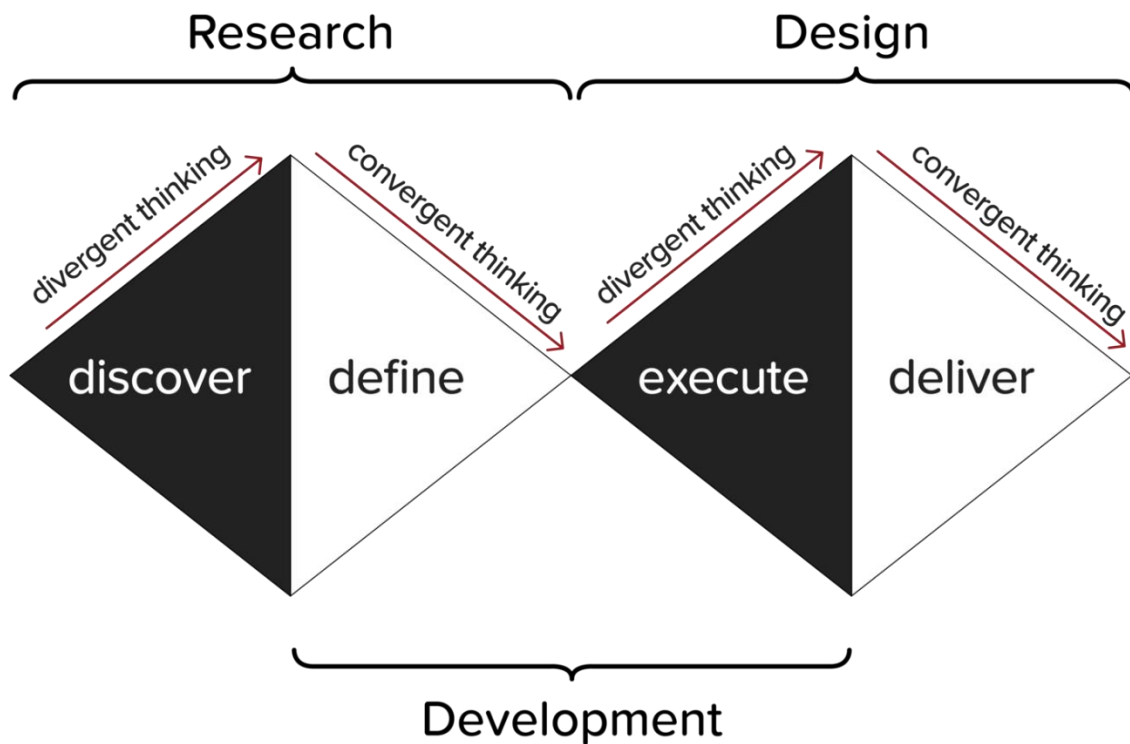 Research
Design
divergent thinking
convergent thinking
divergent thinking
convergent thinking
discover
define
execute
deliver
Development